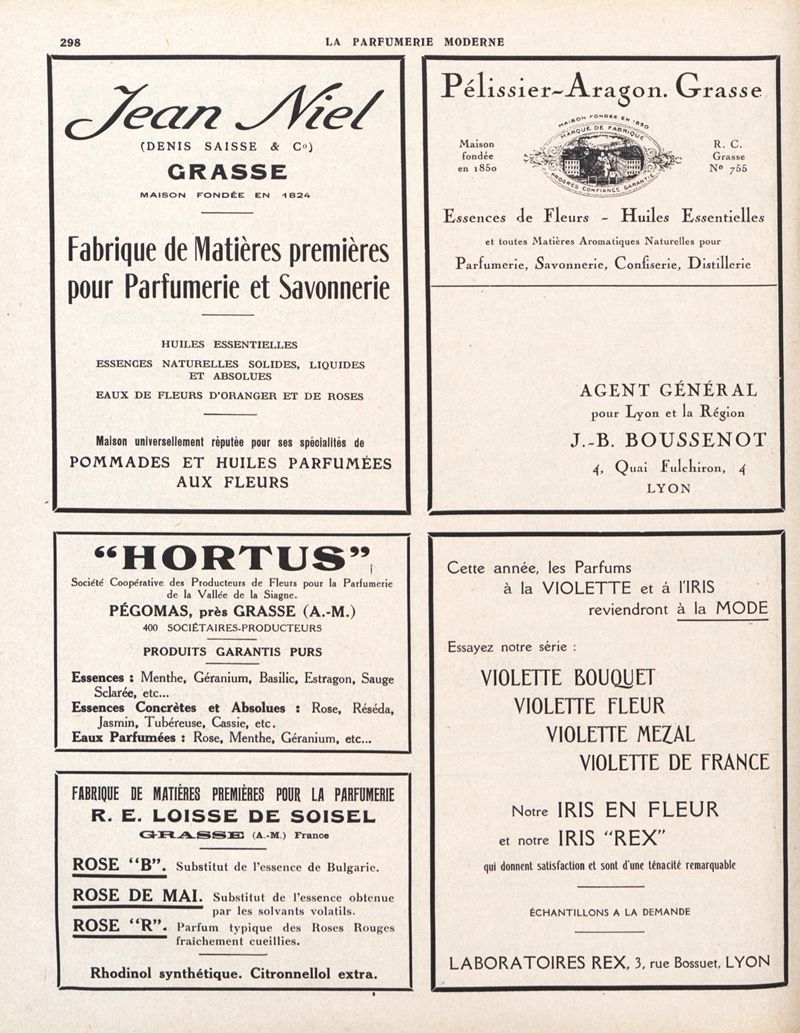 298
LA PARFUMERIE MODERNE
Jean Niel
(DENIS SAISSE & Co)
GRASSE
MAISON FONDÉE EN 1824
Fabrique de Matières premières
pour Parfumerie et Savonnerie
HUILES ESSENTIELLES
ESSENCES NATURELLES SOLIDES, LIQUIDES
ET ABSOLUES
EAUX DE FLEURS D'ORANGER ET DE ROSES
Maison universellement réputée pour ses spécialités de
POMMADES ET HUILES PARFUMÉES
AUX FLEURS
Pélissier-Aragon. Grasse
Maison
fondée
en 1850
MAISON FONDÉE EN 1850
MARQUE DE FABRIQUE
PROGRÈS CONFIANCE GARANTIE
R. C.
Grasse
No 755
Essences de Fleurs - Huiles Essentielles
et toutes Matières Aromatiques Naturelles pour
Parfumerie, Savonnerie, Confiserie, Distillerie
AGENT GÉNÉRAL
pour Lyon et la Région
J.-B. BOUSSENOT
4, Quai Fulchiron, 4
LYON
“HORTUS”
Société Coopérative des Producteurs de Fleurs pour la Parfumerie
de la Vallée de la Siagne.
PÉGOMAS, près GRASSE (A.-M.)
400 SOCIÉTAIRES-PRODUCTEURS
PRODUITS GARANTIS PURS
Essences : Menthe, Géranium, Basilic, Estragon, Sauge
Sclarée, etc...
Essences Concrètes et Absolues : Rose, Réséda,
Jasmin, Tubéreuse, Cassie, etc.
Eaux Parfumées : Rose, Menthe, Géranium, etc...
FABRIQUE DE MATIÈRES PREMIÈRES POUR LA PARFUMERIE
R. E. LOISSE DE SOISEL
GRASSE (A.-M.) France
ROSE “B”. Substitut de l'essence de Bulgarie.
ROSE DE MAI. Substitut de l'essence obtenue
par les solvants volatils.
ROSE “R”. Parfum typique des Roses Rouges
fraîchement cueillies.
Rhodinol synthétique. Citronnellol extra.
Cette année, les Parfums
à la VIOLETTE et á l'IRIS
reviendront à la MODE
Essayez notre série :
VIOLETTE BOUQUET
VIOLETTE FLEUR
VIOLETTE MEZAL
VIOLETTE DE FRANCE
Notre IRIS EN FLEUR
et notre IRIS “REX”
qui donnent satisfaction et sont d'une ténacité remarquable
ÉCHANTILLONS A LA DEMANDE
LABORATOIRES REX, 3, rue Bossuet, LYON